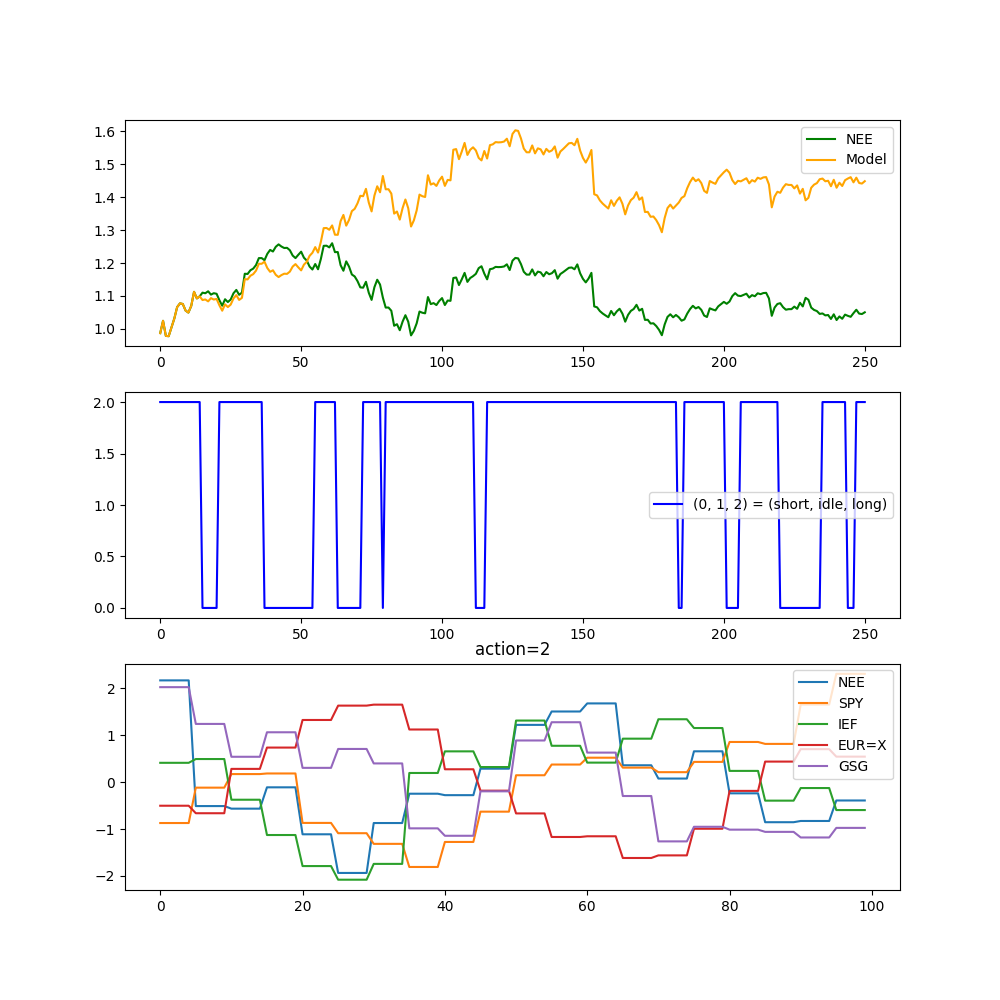 1.6
1.5
1.4
1.3
1.2
1.1
1.0
NEE
Model
0 50 100 150 200 250
2.0
1.5
1.0
0.5
0.0
(0, 1, 2) = (short, idle, long)
0 50 100 150 200 250
action=2
2
1
0
−1
−2
NEE
SPY
IEF
EUR=X
GSG
0 20 40 60 80 100